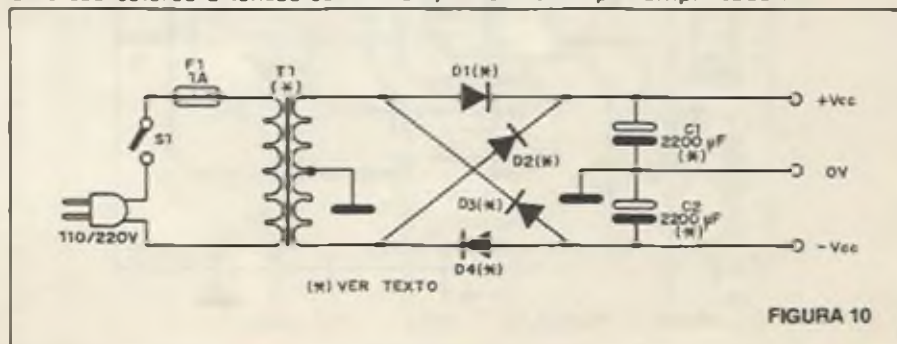 F1
1A
T1
(*)
D1(*)
+Vcc
S1
C1
2200 µF
(*)
D2(*)
0V
D3(*)
C2
2200 µF
(*)
110/220V
D4(*)
-Vcc
(*) VER TEXTO
FIGURA 10